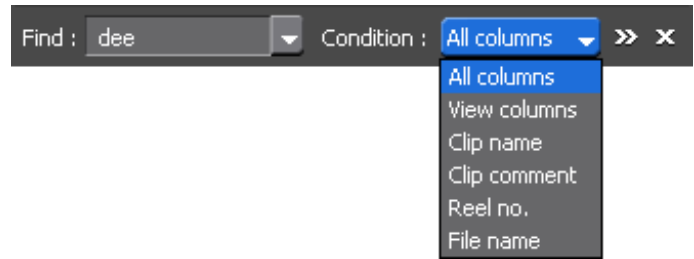 Find : dee Condition : All columns
All columns
View columns
Clip name
Clip comment
Reel no.
File name